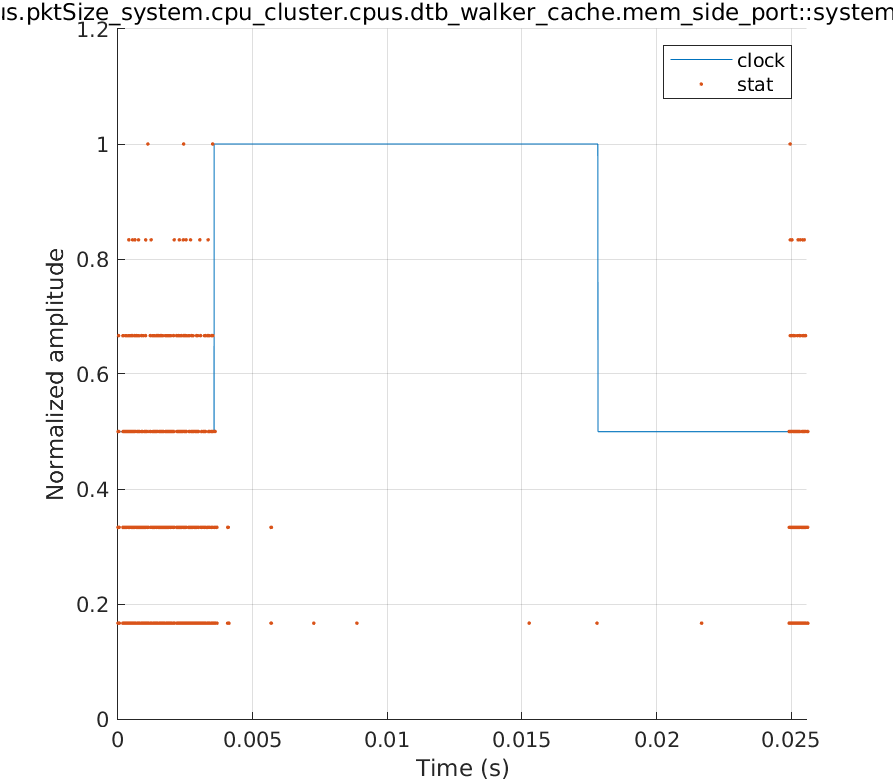 us.pktSize_system.cpu_cluster.cpus.dtb_walker_cache.mem_side_port::system
clock
stat
Normalized amplitude
1.2
1
0.8
0.6
0.4
0.2
0
0 0.005 0.01 0.015 0.02 0.025
Time (s)